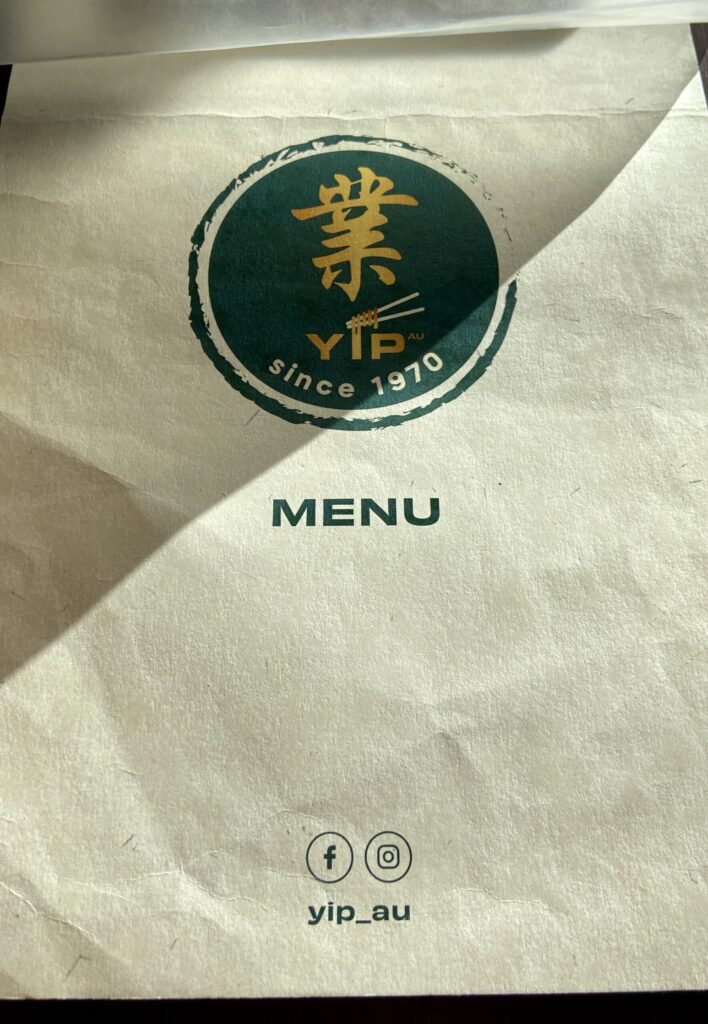 業
YIP AU
since 1970
MENU
yip_au